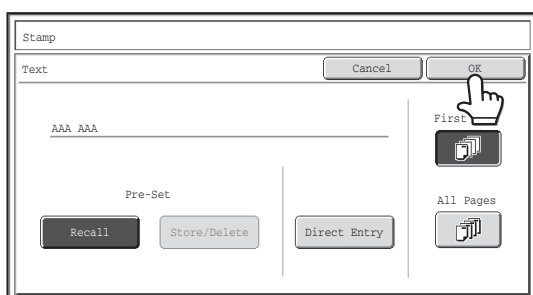 Stamp
Text
Cancel
OK
AAA AAA
First
Pre-Set
Recall
Store/Delete
Direct Entry
All Pages